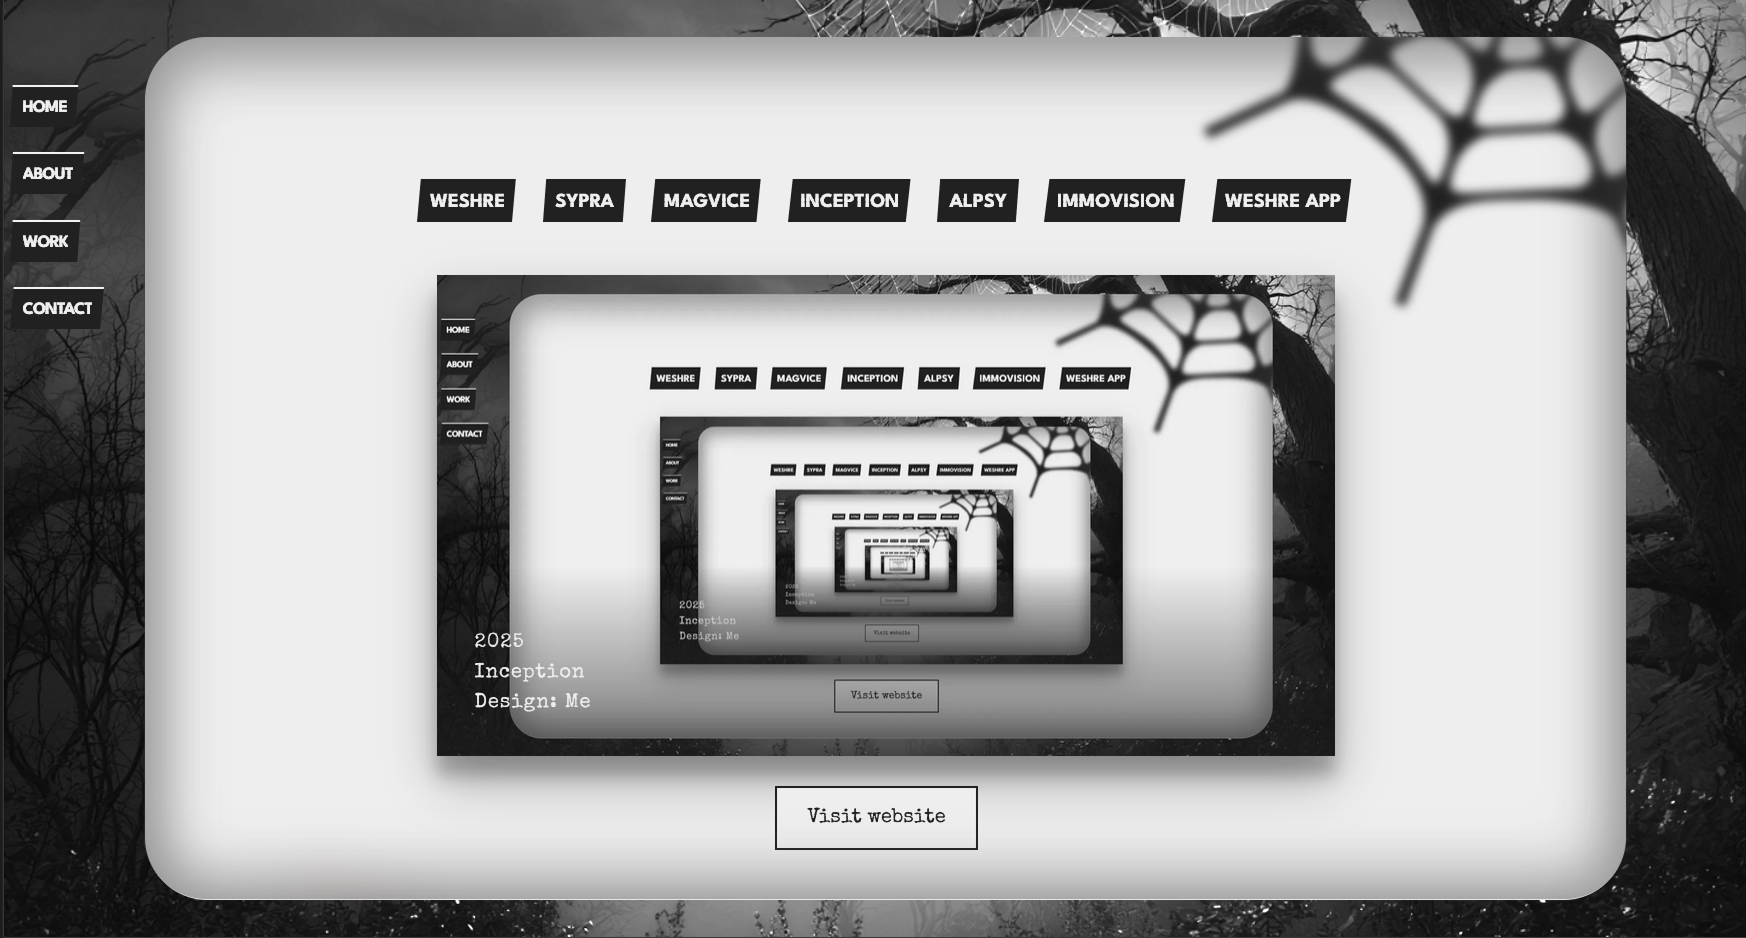 HOME
ABOUT
WORK
CONTACT
WESHRE SYPRA MAGVICE INCEPTION ALPSY IMMOVISION WESHRE APP
HOME
ABOUT
WORK
CONTACT
WESHRE SYPRA MAGVICE INCEPTION ALPSY IMMOVISION WESHRE APP
HOME
ABOUT
WORK
CONTACT
WESHRE SYPRA MAGVICE INCEPTION ALPSY IMMOVISION WESHRE APP
2025
Inception
Design: Me
Visit website
2025
Inception
Design: Me
Visit website
2025
Inception
Design: Me
Visit website